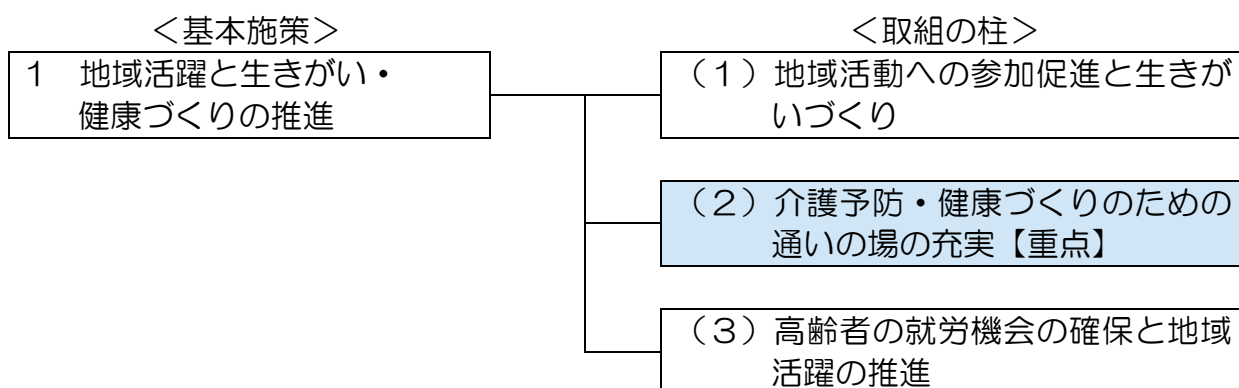 ＜基本施策＞
＜取組の柱＞
１　地域活躍と生きがい・
健康づくりの推進
（１）地域活動への参加促進と生きが
いづくり
（２）介護予防・健康づくりのための
通いの場の充実【重点】
（３）高齢者の就労機会の確保と地域
活躍の推進